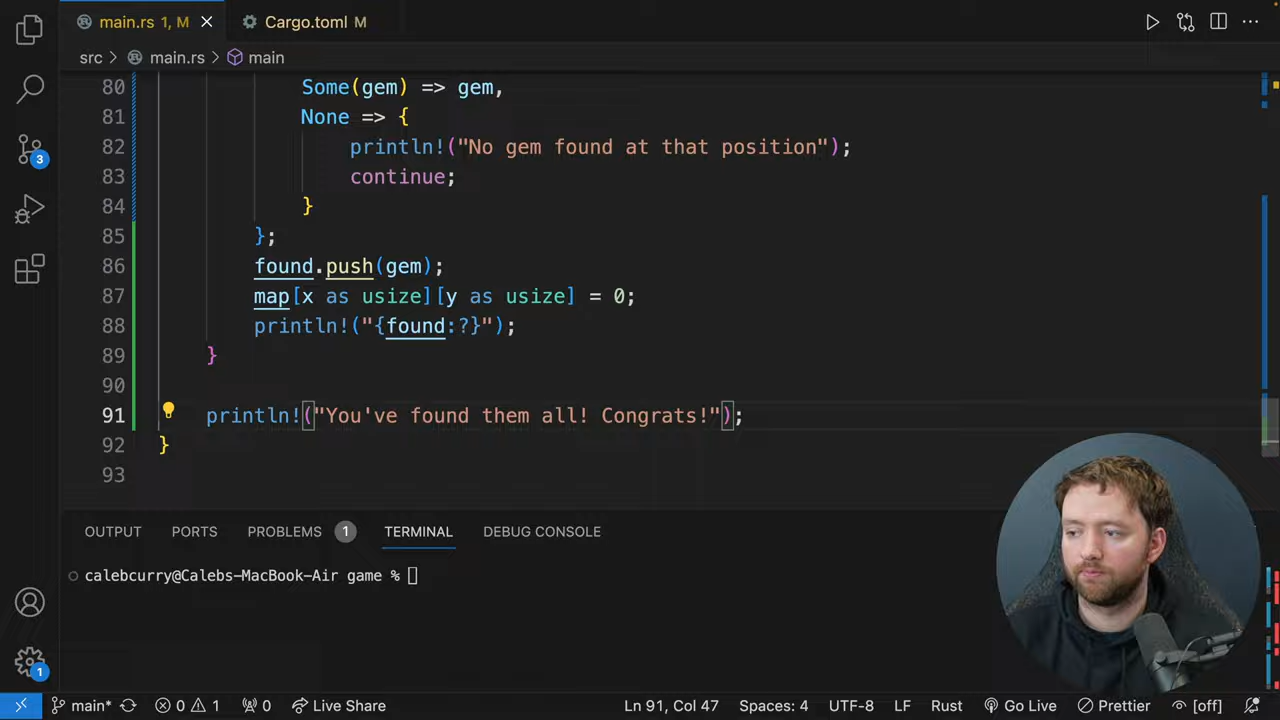 main.rs 1, M
Cargo.toml M
src > main.rs > main
80 Some(gem) => gem,
81 None => {
82 println!("No gem found at that position");
83 continue;
84 }
85 };
86 found.push(gem);
87 map[x as usize][y as usize] = 0;
88 println!("{found:?}");
89 }
90
91 println!("You've found them all! Congrats!");
92 }
93
3
OUTPUT PORTS PROBLEMS 1 TERMINAL DEBUG CONSOLE
calebcurry@Calebs-MacBook-Air game %
1
main* 0 1 0 Live Share Ln 91, Col 47 Spaces: 4 UTF-8 LF Rust Go Live Prettier [off]